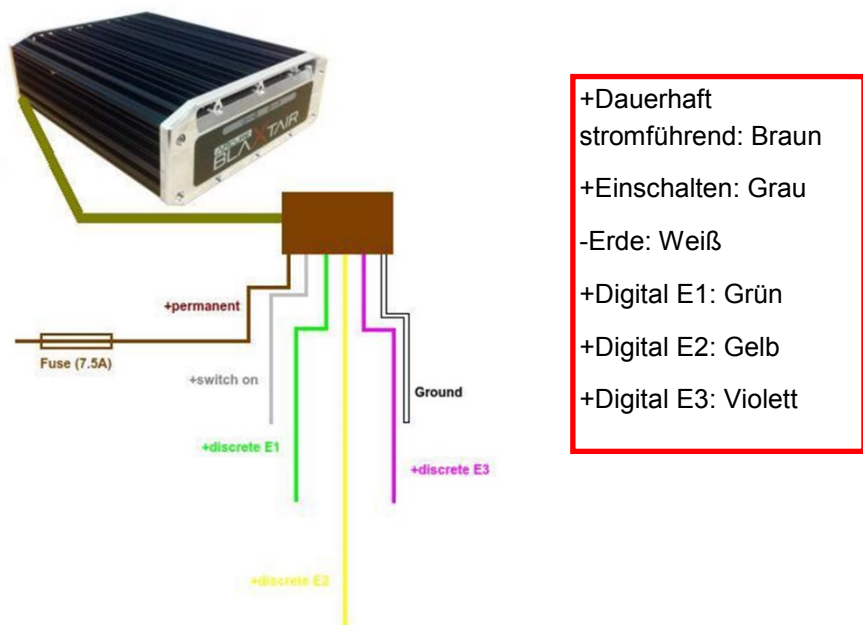 BLAXTAIR
+permanent
Fuse (7.5A)
+switch on
Ground
+discrete E1
+discrete E3
+discrete E2
+Dauerhaft
stromführend: Braun
+Einschalten: Grau
-Erde: Weiß
+Digital E1: Grün
+Digital E2: Gelb
+Digital E3: Violett